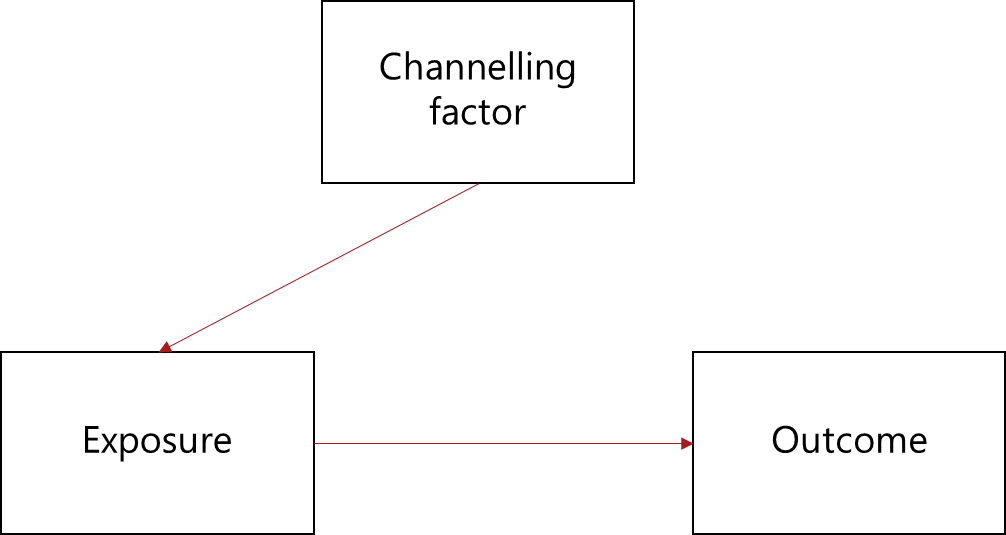 Channelling
factor
Exposure
Outcome